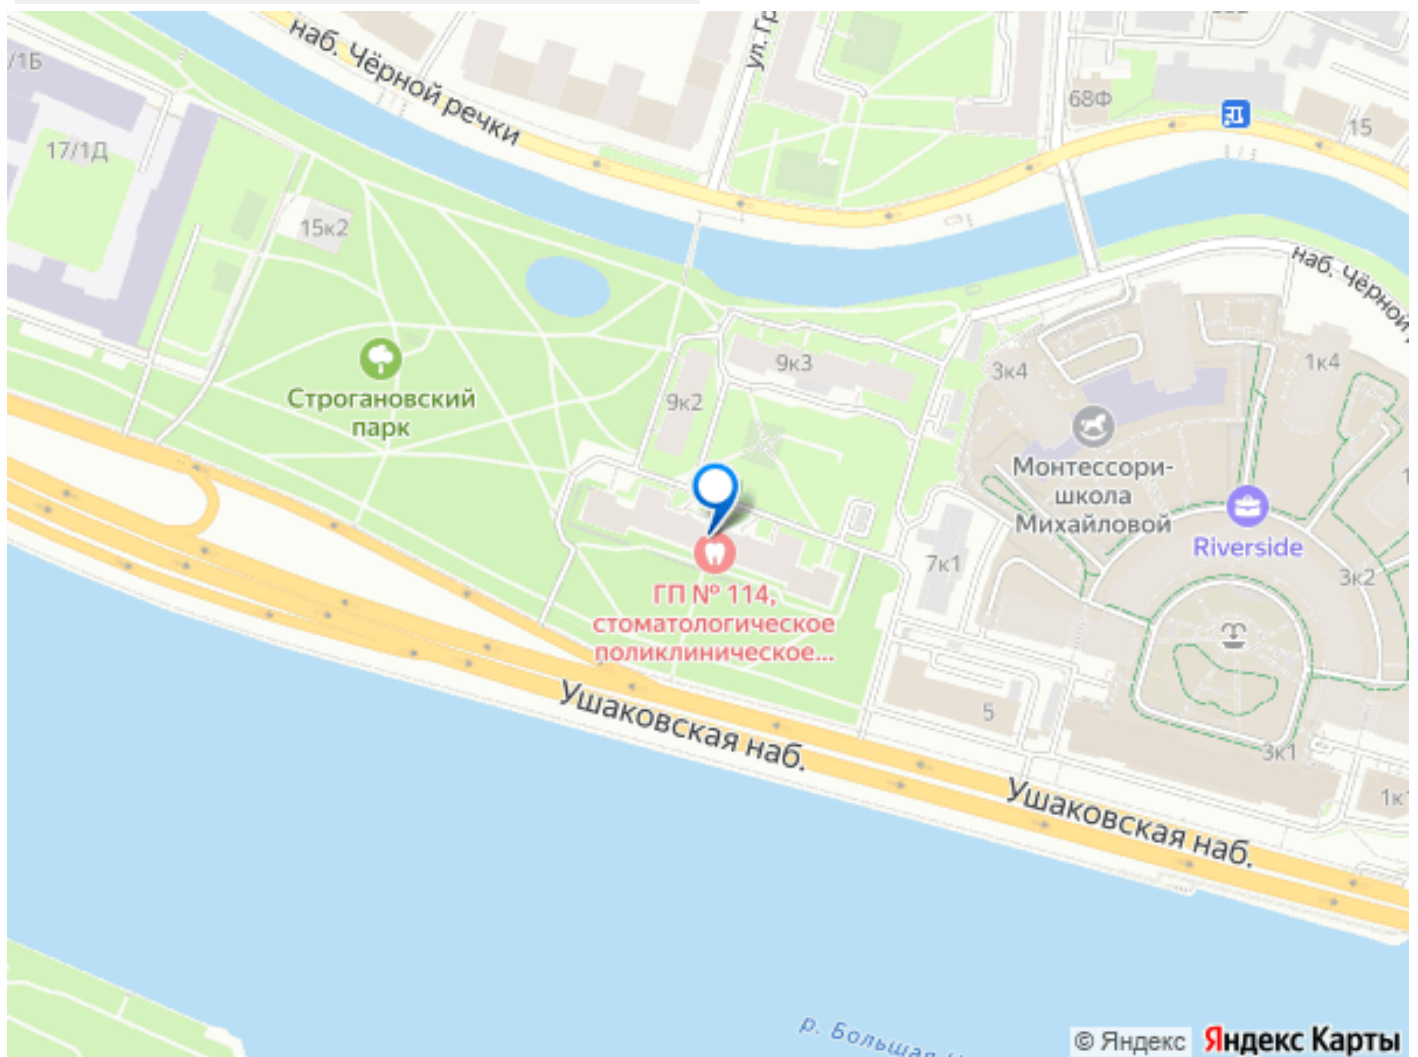 наб. Чёрной речки
ул. Гр
68Ф
15
/1Б
17/1Д
15к2
наб. Чёрной
Строгановский
парк
9к3
9к2
3к4
1к4
Монтессори-
школа
Михайловой
Riverside
7к1
3к2
ГП № 114,
стоматологическое
поликлиническое...
5
3к1
1к1
Ушаковская наб.
Ушаковская наб.
р. Большая
© Яндекс Яндекс Карты